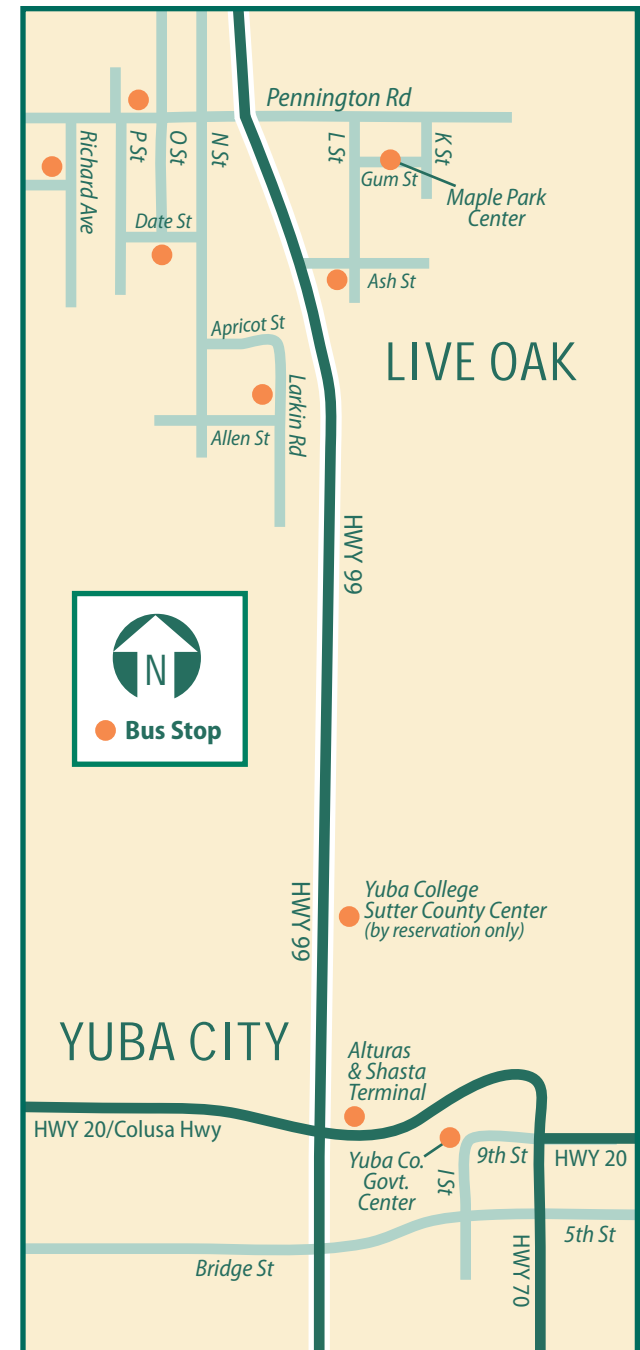 Pennington Rd
Richard Ave
P St
O St
N St
L St
K St
Gum St
Maple Park
Center
Date St
Ash St
Apricot St
LIVE OAK
Larkin Rd
Allen St
HWY 99
N
Bus Stop
HWY 99
Yuba College
Sutter County Center
(by reservation only)
YUBA CITY
Alturas
& Shasta
Terminal
HWY 20/Colusa Hwy
Yuba Co.
Govt.
Center
I St
9th St
HWY 20
5th St
HWY 70
Bridge St